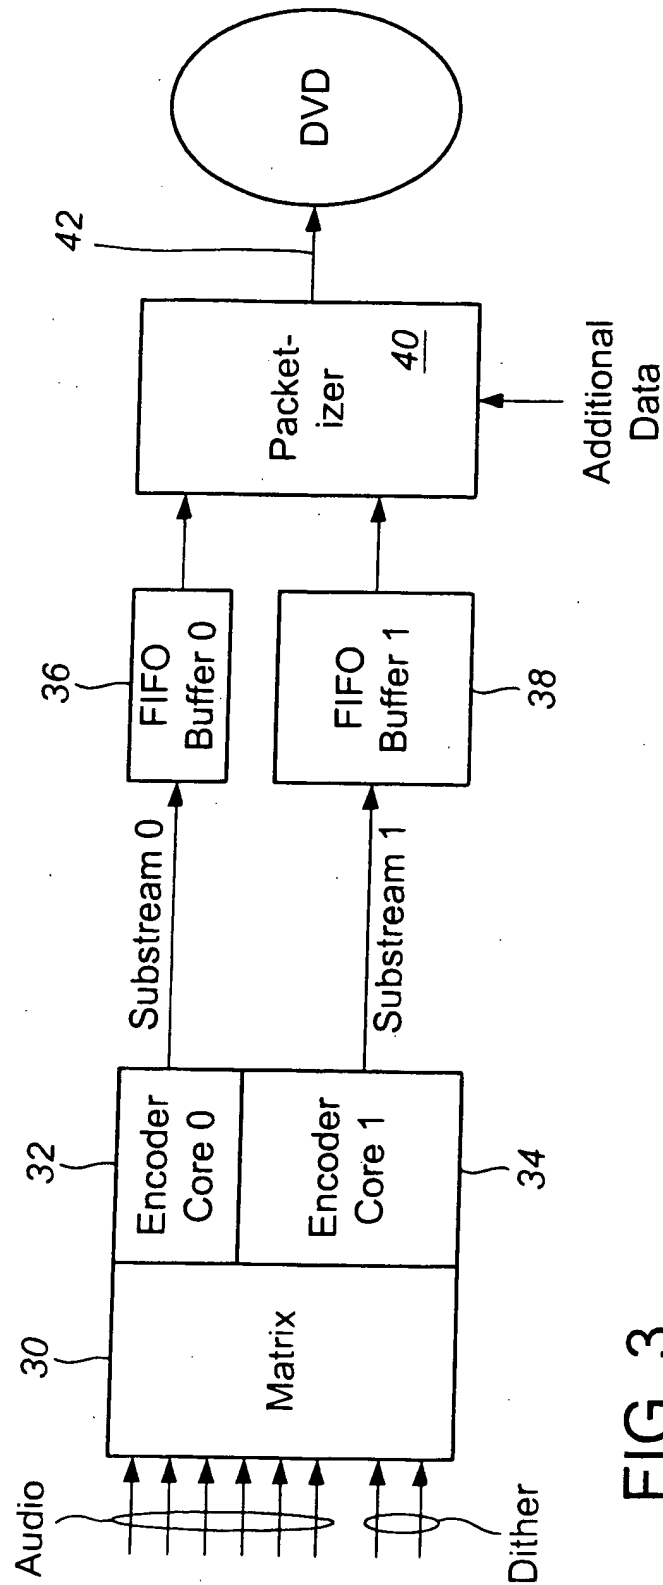 Audio
Dither
30
Matrix
32
Encoder
Core 0
Encoder
Core 1
34
Substream 0
Substream 1
36
FIFO
Buffer 0
FIFO
Buffer 1
38
Packet-
izer
40
Additional
Data
42
DVD
FIG. 3